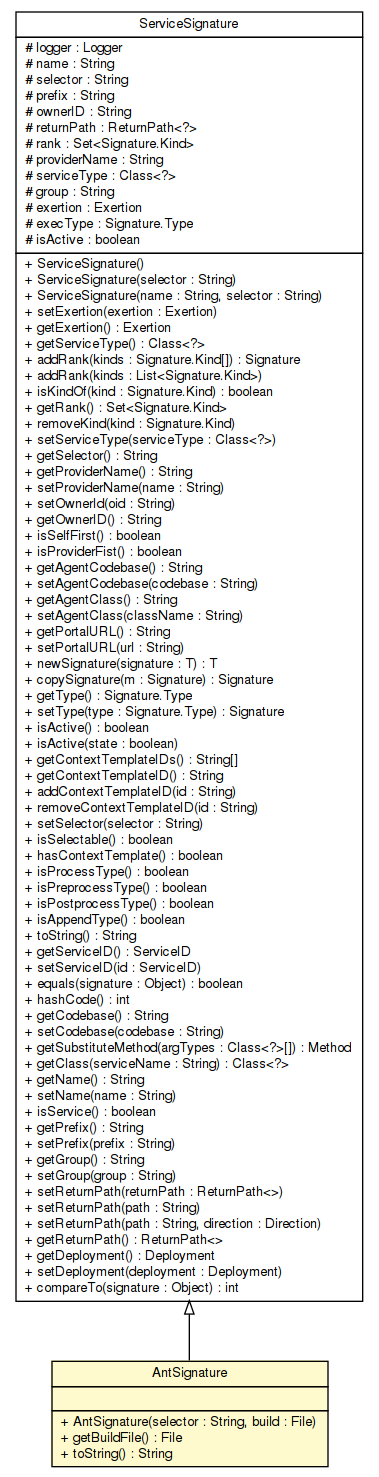 ServiceSignature
# logger : Logger
# name : String
# selector : String
# prefix : String
# ownerID : String
# returnPath : ReturnPath<?>
# rank : Set<Signature.Kind>
# providerName : String
# serviceType : Class<?>
# group : String
# exertion : Exertion
# execType : Signature.Type
# isActive : boolean
+ ServiceSignature()
+ ServiceSignature(selector : String)
+ ServiceSignature(name : String, selector : String)
+ setExertion(exertion : Exertion)
+ getExertion() : Exertion
+ getServiceType() : Class<?>
+ addRank(kinds : Signature.Kind[]) : Signature
+ addRank(kinds : List<Signature.Kind>)
+ isKindOf(kind : Signature.Kind) : boolean
+ getRank() : Set<Signature.Kind>
+ removeKind(kind : Signature.Kind)
+ setServiceType(serviceType : Class<?>)
+ getSelector() : String
+ getProviderName() : String
+ setProviderName(name : String)
+ setOwnerId(oid : String)
+ getOwnerID() : String
+ isSelfFirst() : boolean
+ isProviderFist() : boolean
+ getAgentCodebase() : String
+ setAgentCodebase(codebase : String)
+ getAgentClass() : String
+ setAgentClass(className : String)
+ getPortalURL() : String
+ setPortalURL(url : String)
+ newSignature(signature : T) : T
+ copySignature(m : Signature) : Signature
+ getType() : Signature.Type
+ setType(type : Signature.Type) : Signature
+ isActive() : boolean
+ isActive(state : boolean)
+ getContextTemplateIDs() : String[]
+ getContextTemplateID() : String
+ addContextTemplateID(id : String)
+ removeContextTemplateID(id : String)
+ setSelector(selector : String)
+ isSelectable() : boolean
+ hasContextTemplate() : boolean
+ isProcessType() : boolean
+ isPreprocessType() : boolean
+ isPostprocessType() : boolean
+ isAppendType() : boolean
+ toString() : String
+ getServiceID() : ServiceID
+ setServiceID(id : ServiceID)
+ equals(signature : Object) : boolean
+ hashCode() : int
+ getCodebase() : String
+ setCodebase(codebase : String)
+ getSubstituteMethod(argTypes : Class<?>[]) : Method
+ getClass(serviceName : String) : Class<?>
+ getName() : String
+ setName(name : String)
+ isService() : boolean
+ getPrefix() : String
+ setPrefix(prefix : String)
+ getGroup() : String
+ setGroup(group : String)
+ setReturnPath(returnPath : ReturnPath<>)
+ setReturnPath(path : String)
+ setReturnPath(path : String, direction : Direction)
+ getReturnPath() : ReturnPath<>
+ getDeployment() : Deployment
+ setDeployment(deployment : Deployment)
+ compareTo(signature : Object) : int
AntSignature
+ AntSignature(selector : String, build : File)
+ getBuildFile() : File
+ toString() : String